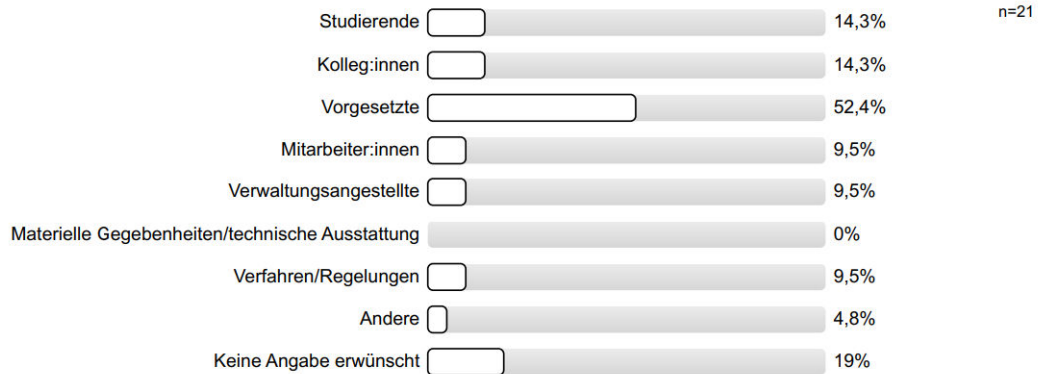 Studierende 14,3% n=21
Kolleg:innen 14,3%
Vorgesetzte 52,4%
Mitarbeiter:innen 9,5%
Verwaltungsangestellte 9,5%
Materielle Gegebenheiten/technische Ausstattung 0%
Verfahren/Regelungen 9,5%
Andere 4,8%
Keine Angabe erwünscht 19%